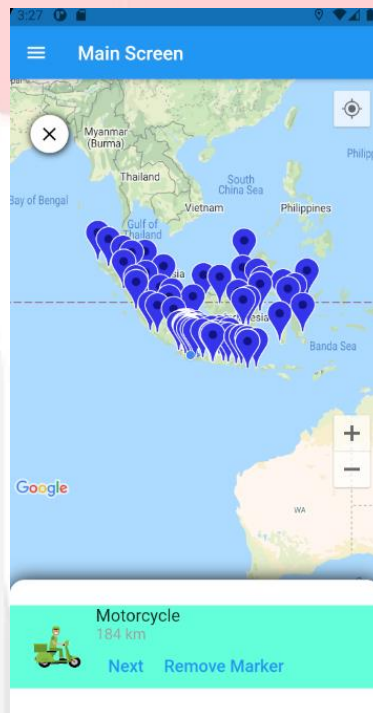 3:27
Main Screen
Myanmar
(Burma)
Thailand
South
China Sea
Bay of Bengal
Vietnam
Philippines
Gulf of
Thailand
Banda Sea
Google
WA
Motorcycle
184 km
Next Remove Marker